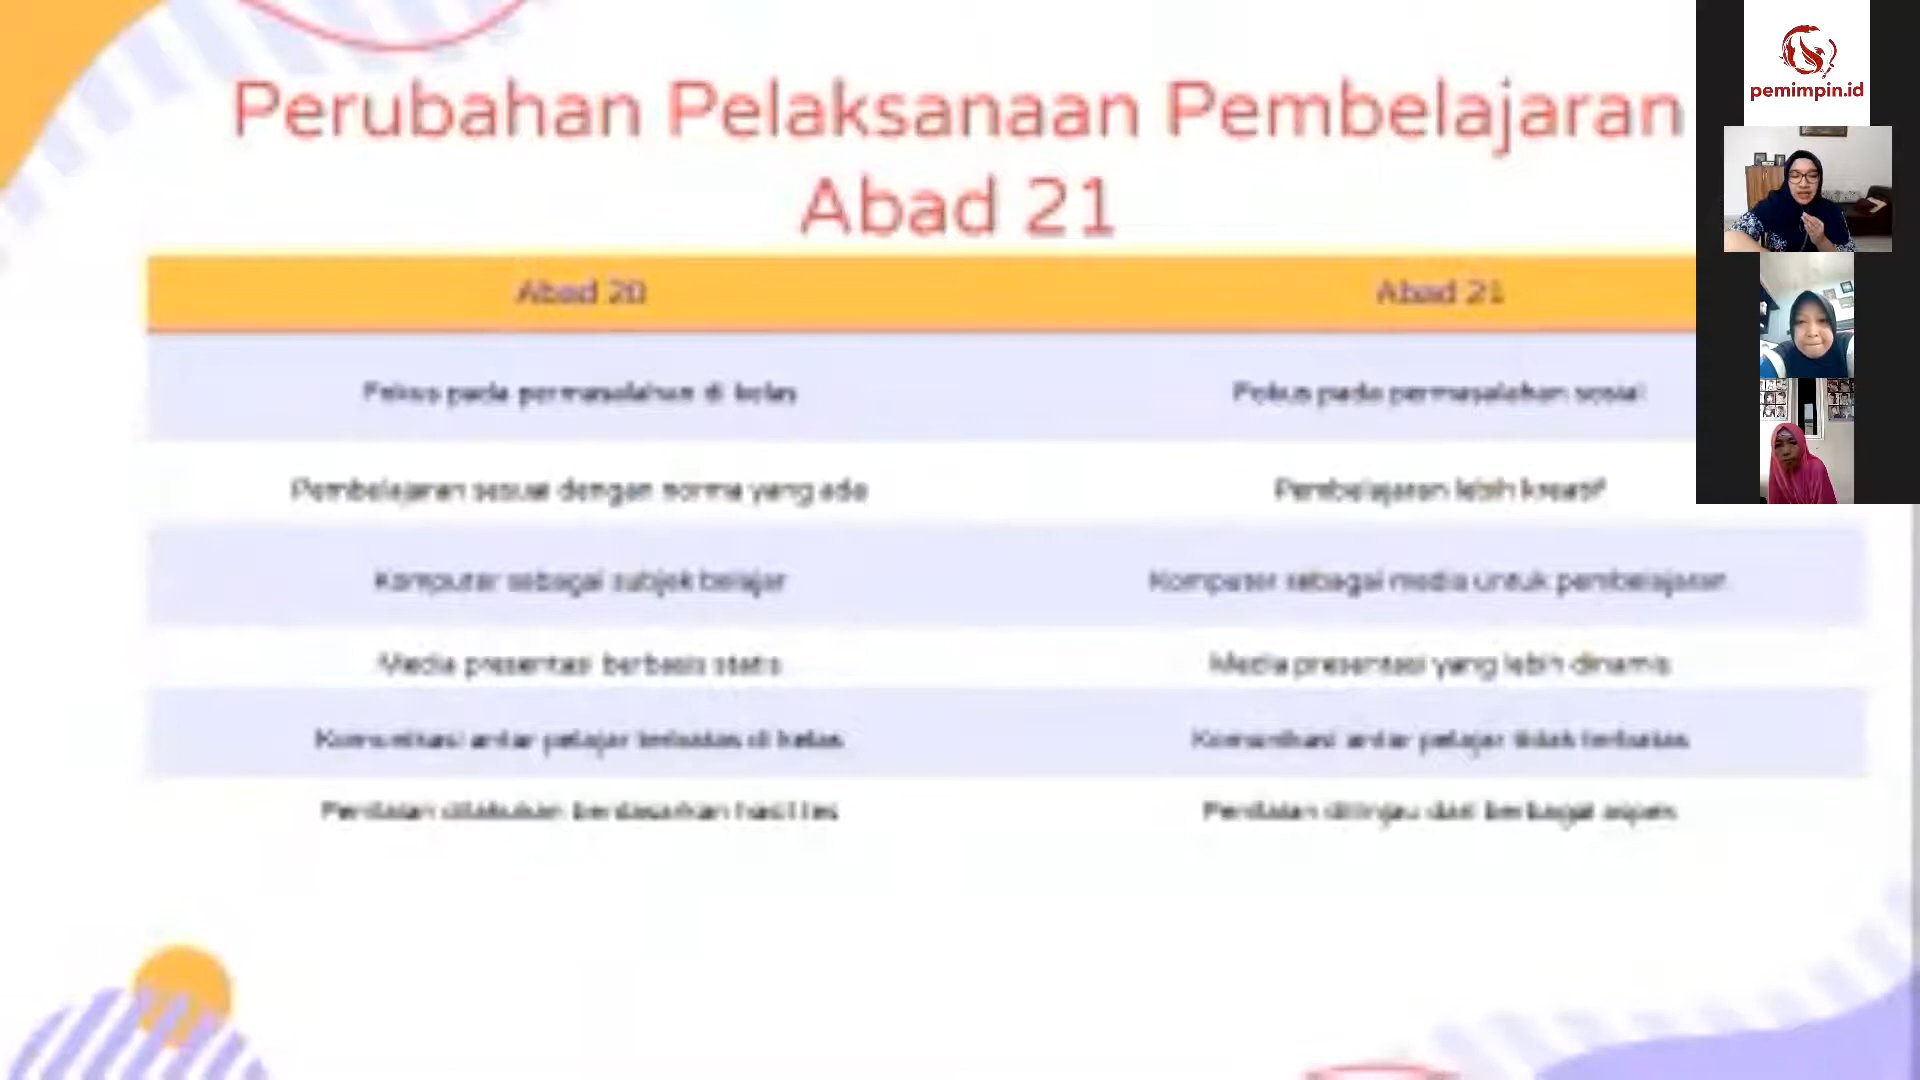 Perubahan Pelaksanaan Pembelajaran
Abad 21
pemimpin.id
Abad 20
Abad 21
Fokus pada permasalahan di kelas
Fokus pada permasalahan sosial
Pembelajaran sesuai dengan norma yang ada
Pembelajaran lebih kreatif
Komputer sebagai subjek belajar
Komputer sebagai media untuk pembelajaran
Media presentasi berbasis statis
Media presentasi yang lebih dinamis
Komunikasi antar pelajar terbatas di kelas
Komunikasi antar pelajar tidak terbatas
Penilaian dilakukan berdasarkan hasil tes
Penilaian ditinjau dari berbagai aspek